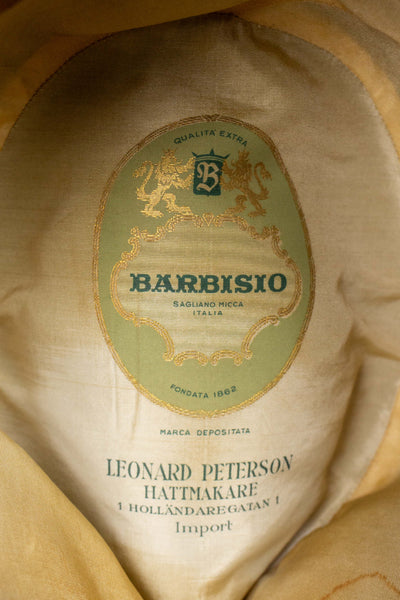 QUALITÀ EXTRA
B
BARBISIO
SAGLIANO MICCA
ITALIA
FONDATA 1862
MARCA DEPOSITATA
LEONARD PETERSON
HATTMAKARE
1 HOLLÄNDAREGATAN 1
Import